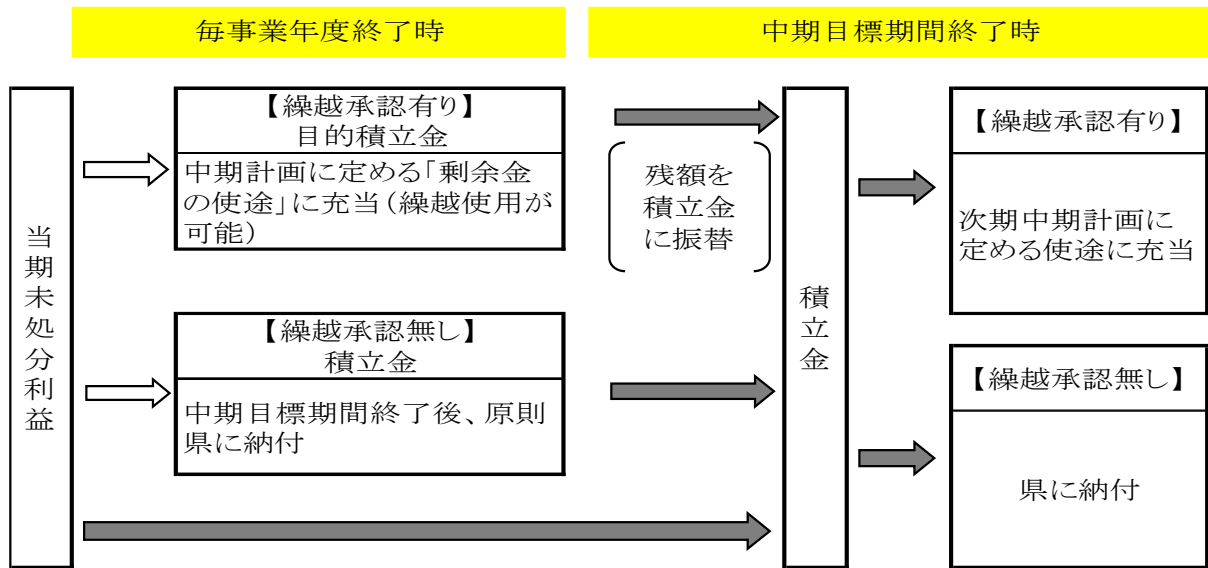 毎事業年度終了時
中期目標期間終了時
当期未処分利益
【繰越承認有り】
目的積立金
中期計画に定める「剰余金
の使途」に充当（繰越使用が
可能）
【繰越承認無し】
積立金
中期目標期間終了後、原則
県に納付
残額を
積立金
に振替
積立金
【繰越承認有り】
次期中期計画に
定める使途に充当
【繰越承認無し】
県に納付